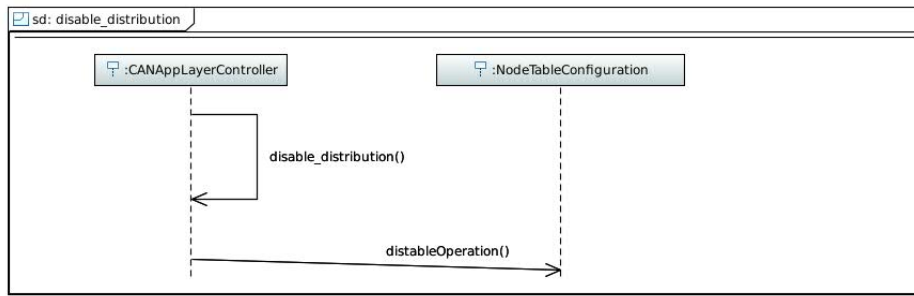 sd: disable_distribution
:CANAppLayerController
:NodeTableConfiguration
disable_distribution()
distableOperation()